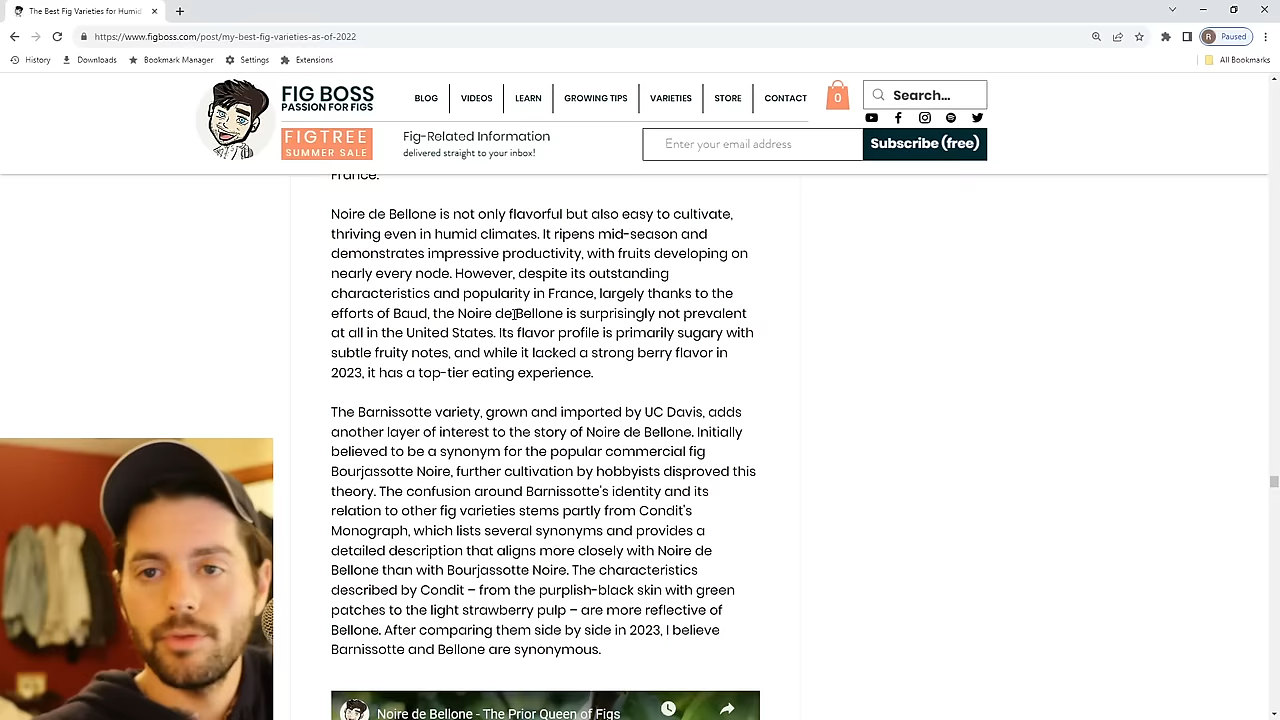 The Best Fig Varieties for Humid
https://www.figboss.com/post/my-best-fig-varieties-as-of-2022
R Paused
History Downloads Bookmark Manager Settings Extensions All Bookmarks
FIG BOSS
PASSION FOR FIGS
BLOG VIDEOS LEARN GROWING TIPS VARIETIES STORE CONTACT
0
Search...
FIGTREE
SUMMER SALE
Fig-Related Information
delivered straight to your inbox!
Enter your email address
Subscribe (free)
France.
Noire de Bellone is not only flavorful but also easy to cultivate,
thriving even in humid climates. It ripens mid-season and
demonstrates impressive productivity, with fruits developing on
nearly every node. However, despite its outstanding
characteristics and popularity in France, largely thanks to the
efforts of Baud, the Noire de Bellone is surprisingly not prevalent
at all in the United States. Its flavor profile is primarily sugary with
subtle fruity notes, and while it lacked a strong berry flavor in
2023, it has a top-tier eating experience.
The Barnissotte variety, grown and imported by UC Davis, adds
another layer of interest to the story of Noire de Bellone. Initially
believed to be a synonym for the popular commercial fig
Bourjassotte Noire, further cultivation by hobbyists disproved this
theory. The confusion around Barnissotte's identity and its
relation to other fig varieties stems partly from Condit's
Monograph, which lists several synonyms and provides a
detailed description that aligns more closely with Noire de
Bellone than with Bourjassotte Noire. The characteristics
described by Condit – from the purplish-black skin with green
patches to the light strawberry pulp – are more reflective of
Bellone. After comparing them side by side in 2023, I believe
Barnissotte and Bellone are synonymous.
Noire de Bellone - The Prior Queen of Figs